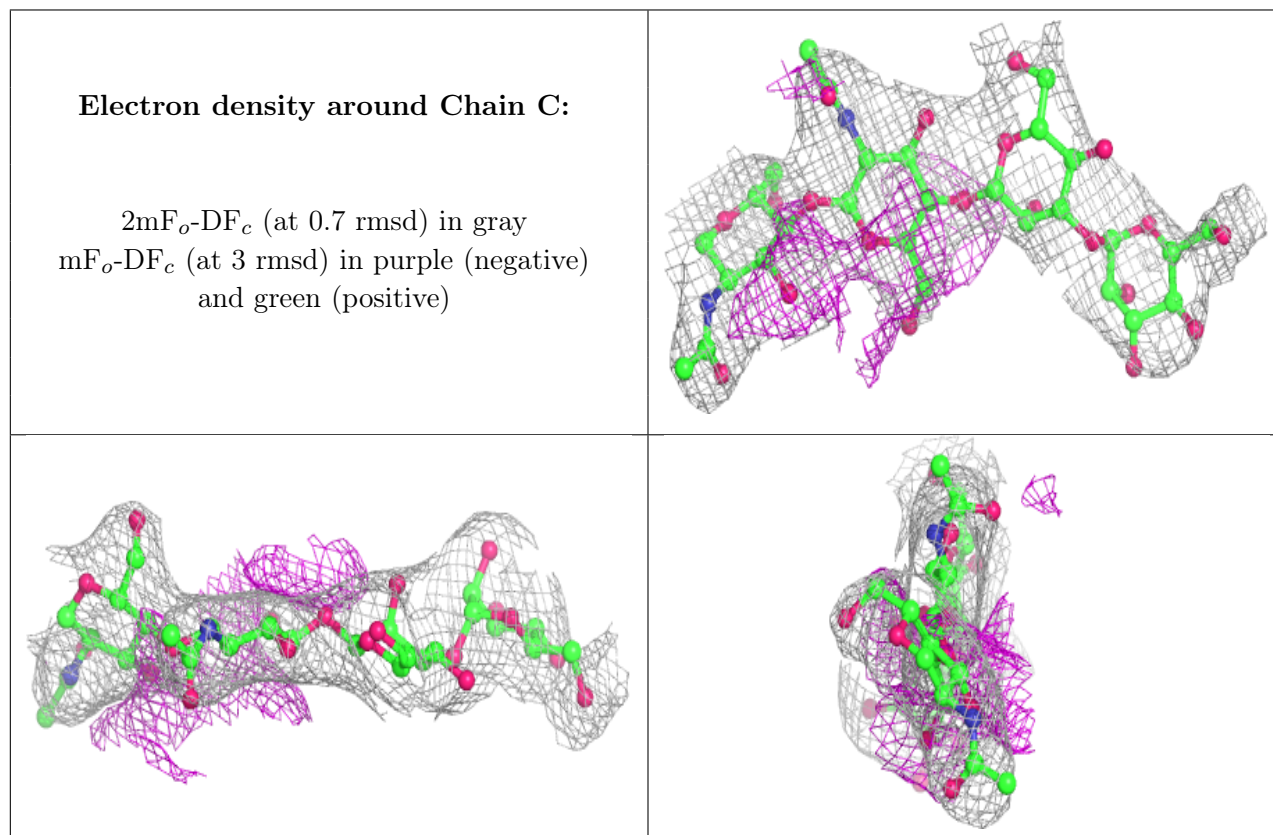 Electron density around Chain C:
2mFo-DFc (at 0.7 rmsd) in gray
mFo-DFc (at 3 rmsd) in purple (negative)
and green (positive)